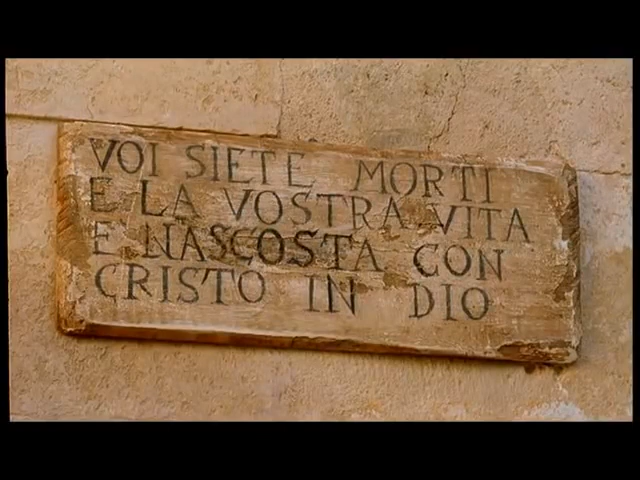 VOI SIETE MORTI
E LA VOSTRA VITA
E NASCOSTA CON
CRISTO IN DIO